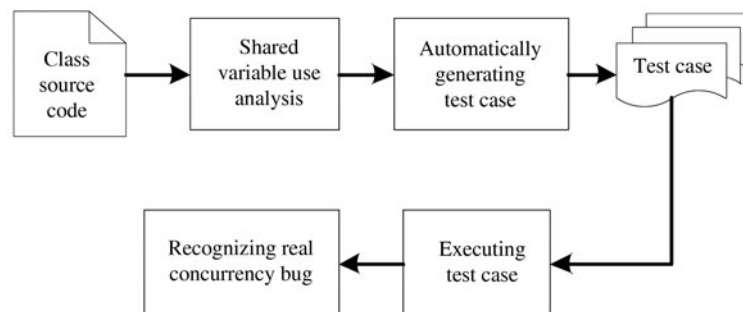 Class
source
code
Shared
variable use
analysis
Automatically
generating
test case
Test case
Executing
test case
Recognizing real
concurrency bug